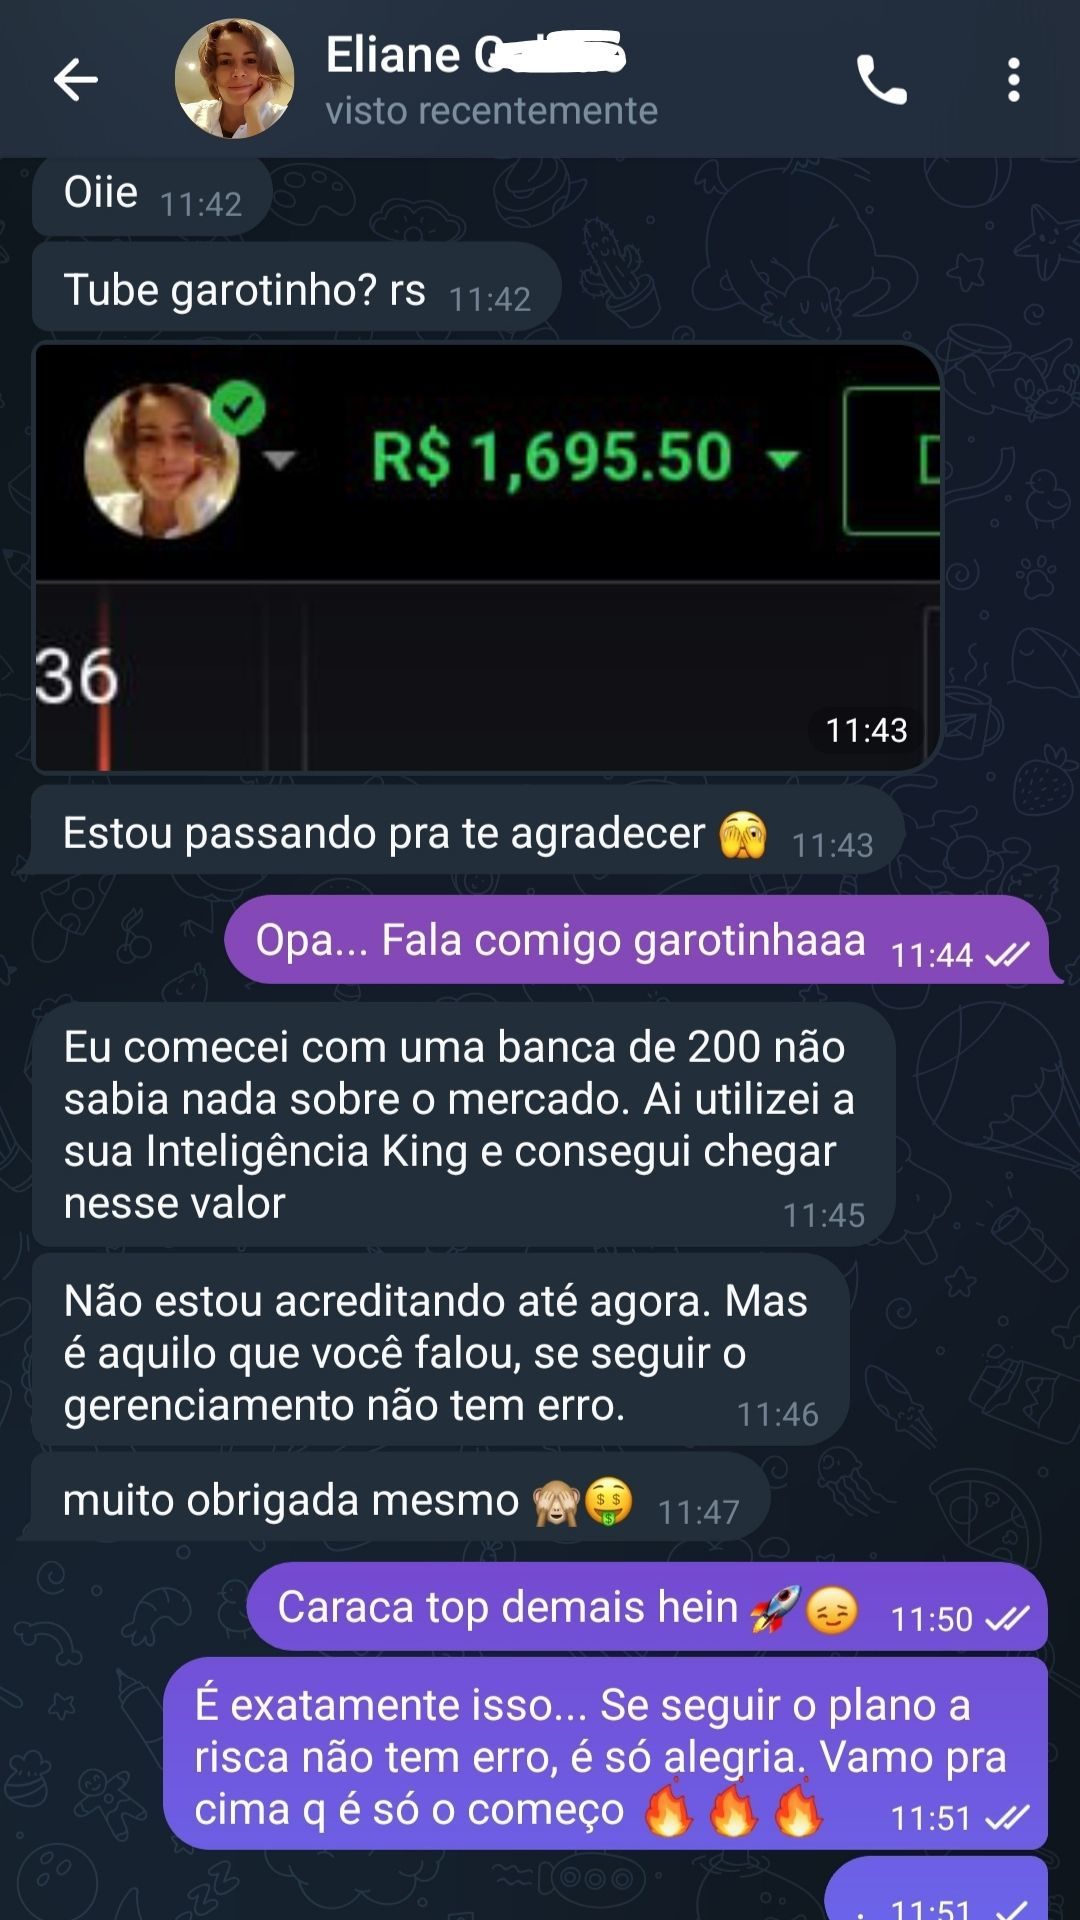 Eliane
visto recentemente
Oiie 11:42
Tube garotinho? rs 11:42
R$ 1,695.50
36
11:43
Estou passando pra te agradecer 🫣 11:43
Opa... Fala comigo garotinhaaa 11:44
Eu comecei com uma banca de 200 não
sabia nada sobre o mercado. Ai utilizei a
sua Inteligência King e consegui chegar
nesse valor 11:45
Não estou acreditando até agora. Mas
é aquilo que você falou, se seguir o
gerenciamento não tem erro. 11:46
muito obrigada mesmo 🙈🤑 11:47
Caraca top demais hein 🚀😌 11:50
É exatamente isso... Se seguir o plano a
risca não tem erro, é só alegria. Vamo pra
cima q é só o começo 🔥🔥🔥 11:51
11:51